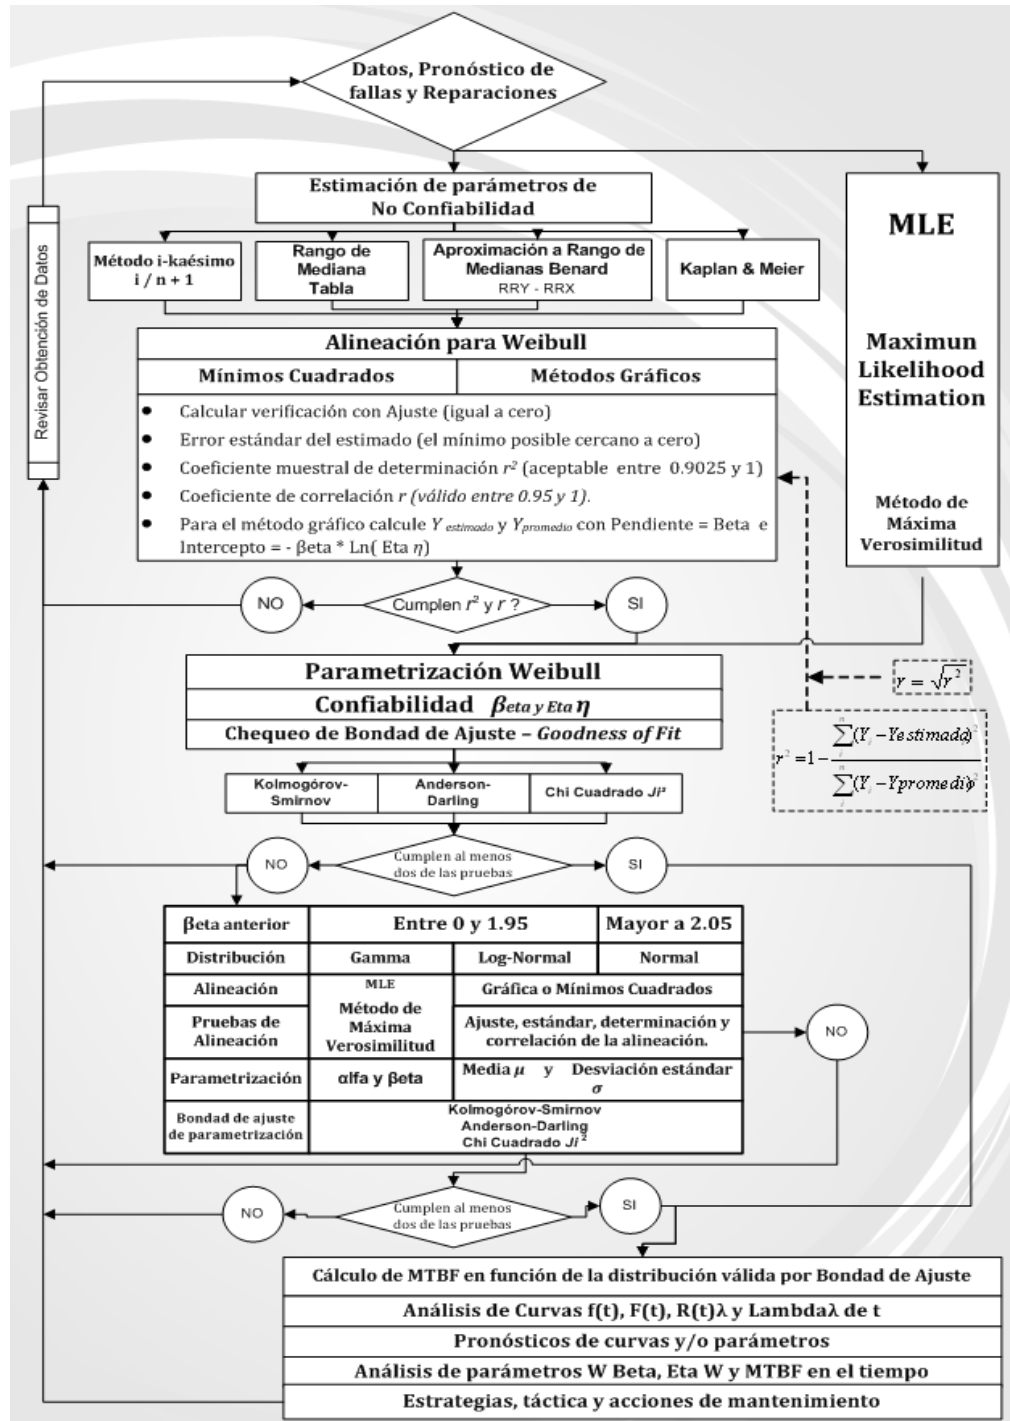 Datos, Pronóstico de
fallas y Reparaciones
Estimación de parámetros de
No Confiabilidad
Método i-kaésimo
i / n + 1
Rango de
Mediana
Tabla
Aproximación a Rango de
Medianas Benard
RRY - RRX
Kaplan & Meier
MLE
Maximun
Likelihood
Estimation
Método de
Máxima
Verosimilitud
Revisar Obtención de Datos
Alineación para Weibull
Mínimos Cuadrados
Métodos Gráficos
● Calcular verificación con Ajuste (igual a cero)
● Error estándar del estimado (el mínimo posible cercano a cero)
● Coeficiente muestral de determinación r² (aceptable entre 0.9025 y 1)
● Coeficiente de correlación r (válido entre 0.95 y 1).
● Para el método gráfico calcule Y estimado y Ypromedio con Pendiente = Beta e
Intercepto = - βeta * Ln( Eta η)
NO
Cumplen r² y r ?
SI
Parametrización Weibull
Confiabilidad βeta y Eta η
Chequeo de Bondad de Ajuste – Goodness of Fit
r = √r²
r² = 1 - ∑(Yi - Yestimado)² / ∑(Yi - Ypromedio)²
Kolmogórov-
Smirnov
Anderson-
Darling
Chi Cuadrado Ji²
NO
Cumplen al menos
dos de las pruebas
SI
βeta anterior
Entre 0 y 1.95
Mayor a 2.05
Distribución
Gamma
Log-Normal
Normal
Alineación
MLE
Método de
Máxima
Verosimilitud
Gráfica o Mínimos Cuadrados
Pruebas de
Alineación
Ajuste, estándar, determinación y
correlación de la alineación.
NO
Parametrización
αlfa y βeta
Media μ y Desviación estándar
σ
Bondad de ajuste
de parametrización
Kolmogórov-Smirnov
Anderson-Darling
Chi Cuadrado Ji ²
NO
Cumplen al menos
dos de las pruebas
SI
Cálculo de MTBF en función de la distribución válida por Bondad de Ajuste
Análisis de Curvas f(t), F(t), R(t)λ y Lambdaλ de t
Pronósticos de curvas y/o parámetros
Análisis de parámetros W Beta, Eta W y MTBF en el tiempo
Estrategias, táctica y acciones de mantenimiento